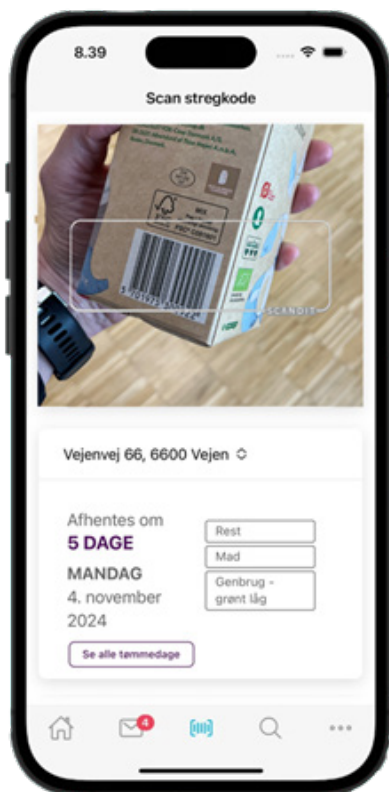 8.39
Scan stregkode
MIX
SCANDIT
Vejenvej 66, 6600 Vejen
Afhentes om
5 DAGE
MANDAG
4. november
2024
Se alle tømmedage
Rest
Mad
Genbrug -
grønt låg
4